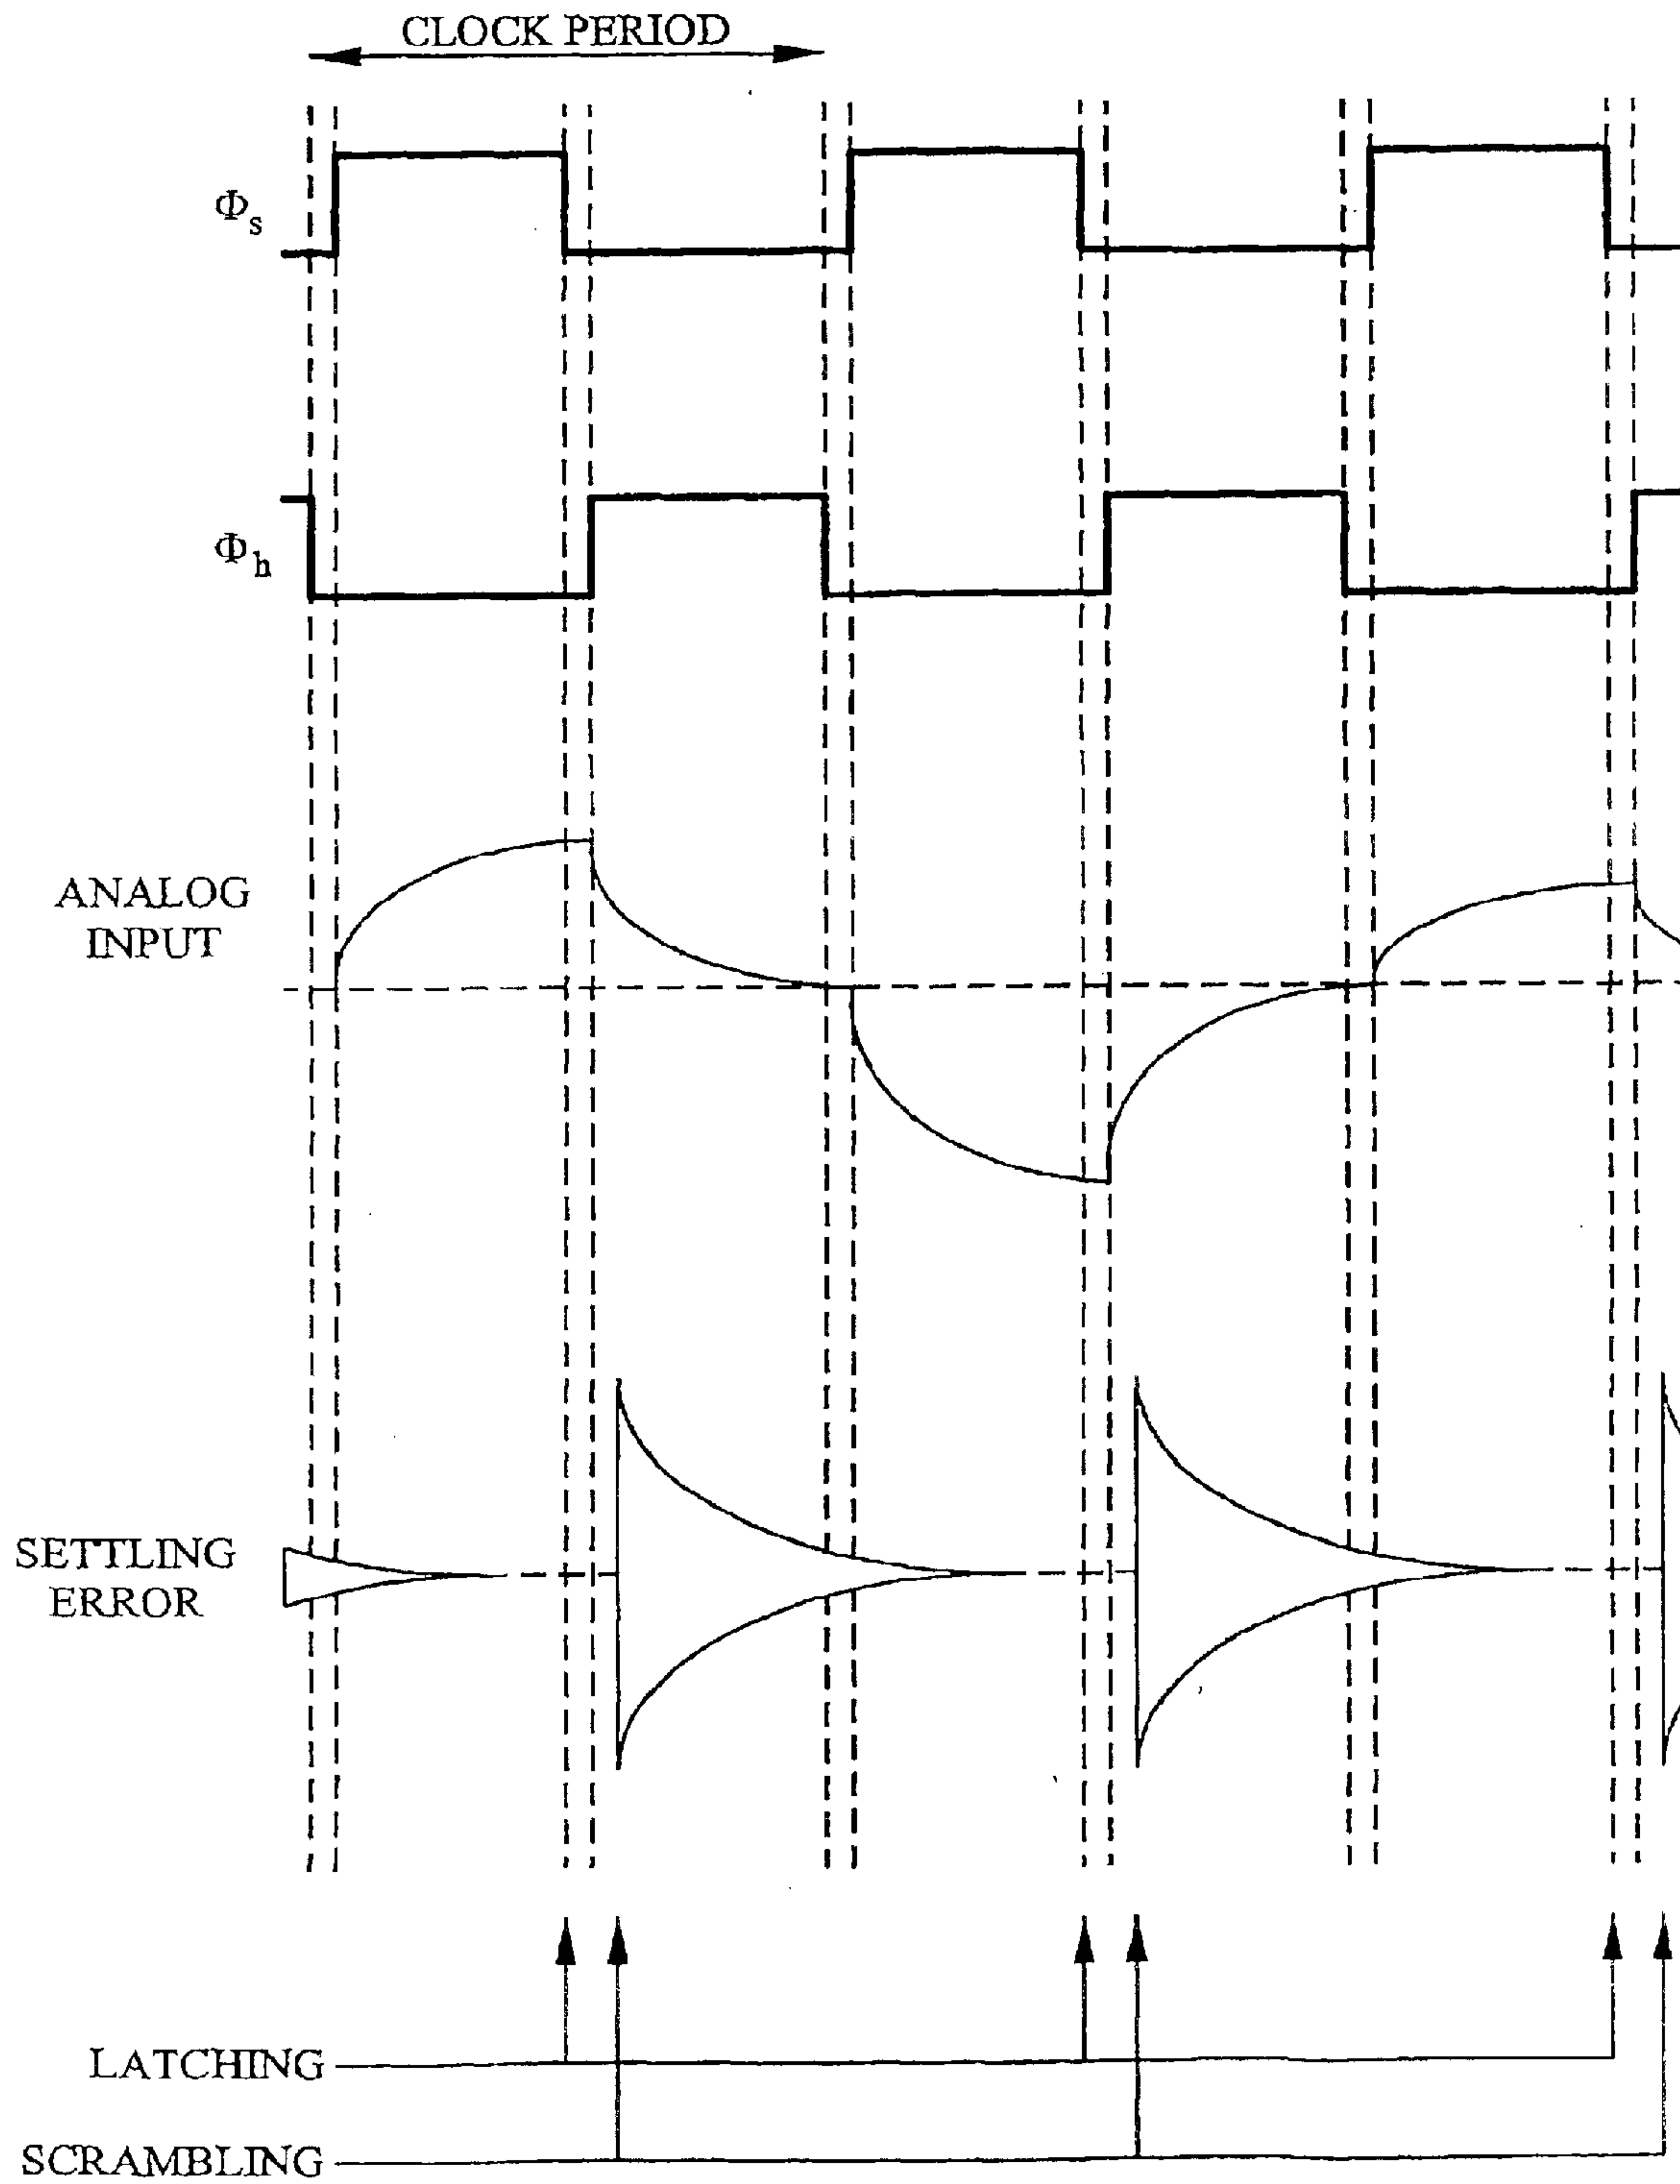 CLOCK PERIOD
Φs
Φh
ANALOG
INPUT
SETTLING
ERROR
LATCHING
SCRAMBLING